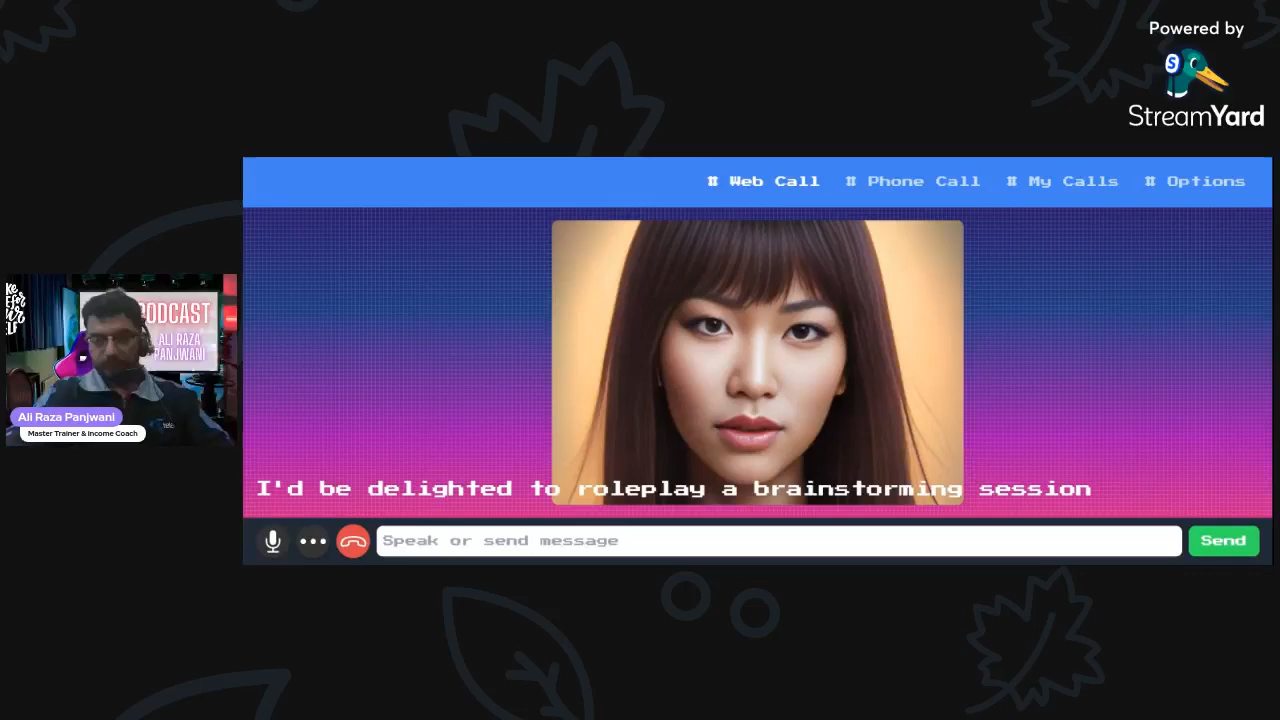 Powered by
StreamYard
# Web Call # Phone Call # My Calls # Options
PODCAST
ALI RAZA
PANJWANI
Ali Raza Panjwani
Master Trainer & Income Coach
I'd be delighted to roleplay a brainstorming session
Speak or send message
Send